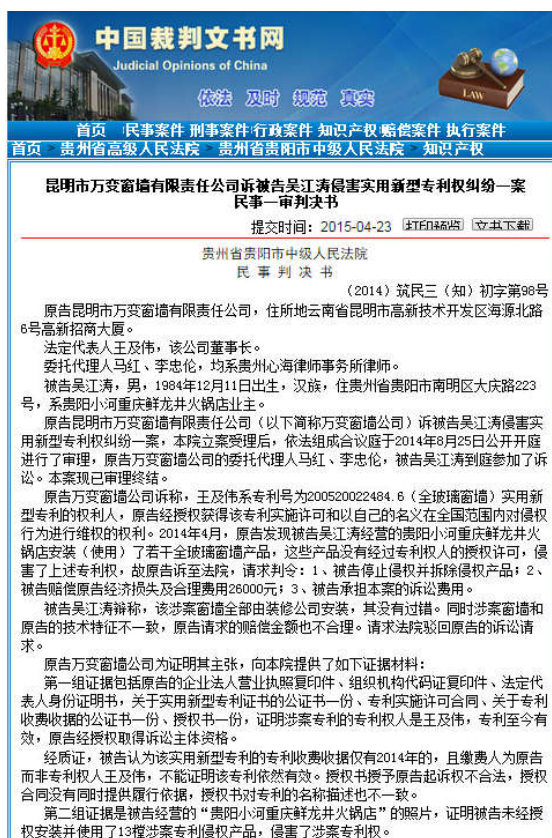 中国裁判文书网
Judicial Opinions of China
依法 及时 规范 真实
LAW
首页 民事案件 刑事案件 行政案件 知识产权 赔偿案件 执行案件
首页 > 贵州省高级人民法院 > 贵州省贵阳市中级人民法院 > 知识产权
昆明市万变窗墙有限责任公司诉被告吴江涛侵害实用新型专利权纠纷一案
民事一审判决书
提交时间：2015-04-23 打印预览 文书下载
贵州省贵阳市中级人民法院
民 事 判 决 书
（2014）筑民三（知）初字第98号
原告昆明市万变窗墙有限责任公司，住所地云南省昆明市高新技术开发区海源北路
6号高新招商大厦。
法定代表人王及伟，该公司董事长。
委托代理人马红、李忠伦，均系贵州心海律师事务所律师。
被告吴江涛，男，1984年12月11日出生，汉族，住贵州省贵阳市南明区大庆路223
号，系贵阳小河重庆鲜龙井火锅店业主。
原告昆明市万变窗墙有限责任公司（以下简称万变窗墙公司）诉被告吴江涛侵害实
用新型专利权纠纷一案，本院立案受理后，依法组成合议庭于2014年8月25日公开开庭
进行了审理，原告万变窗墙公司的委托代理人马红、李忠伦，被告吴江涛到庭参加了诉
讼。本案现已审理终结。
原告万变窗墙公司诉称，王及伟系专利号为200520022484.6（全玻璃窗墙）实用新
型专利的权利人，原告经授权获得该专利实施许可和以自己的名义在全国范围内对侵权
行为进行维权的权利。2014年4月，原告发现被告吴江涛经营的贵阳小河重庆鲜龙井火
锅店安装（使用）了若干全玻璃窗墙产品，这些产品没有经过专利权人的授权许可，侵
害了上述专利权，故原告诉至法院，请求判令：1、被告停止侵权并拆除侵权产品；2、
被告赔偿原告经济损失及合理费用26000元；3、被告承担本案的诉讼费用。
被告吴江涛辩称，该涉案窗墙全部由装修公司安装，其没有过错。同时涉案窗墙和
原告的技术特征不一致，原告请求的赔偿金额也不合理。请求法院驳回原告的诉讼请
求。
原告万变窗墙公司为证明其主张，向本院提供了如下证据材料：
第一组证据包括原告的企业法人营业执照复印件、组织机构代码证复印件、法定代
表人身份证明书，关于实用新型专利证书的公证书一份、专利实施许可合同、关于专利
收费收据的公证书一份、授权书一份，证明涉案专利的专利权人是王及伟，专利至今有
效，原告经授权取得诉讼主体资格。
经质证，被告认为该实用新型专利的专利收费收据仅有2014年的，且缴费人为原告
而非专利权人王及伟，不能证明该专利依然有效。授权书授予原告起诉权不合法，授权
合同没有同时提供履行依据，授权书对专利的名称描述也不一致。
第二组证据是被告经营的“贵阳小河重庆鲜龙井火锅店”的照片，证明被告未经授
权安装并使用了13樘涉案专利侵权产品，侵害了涉案专利权。